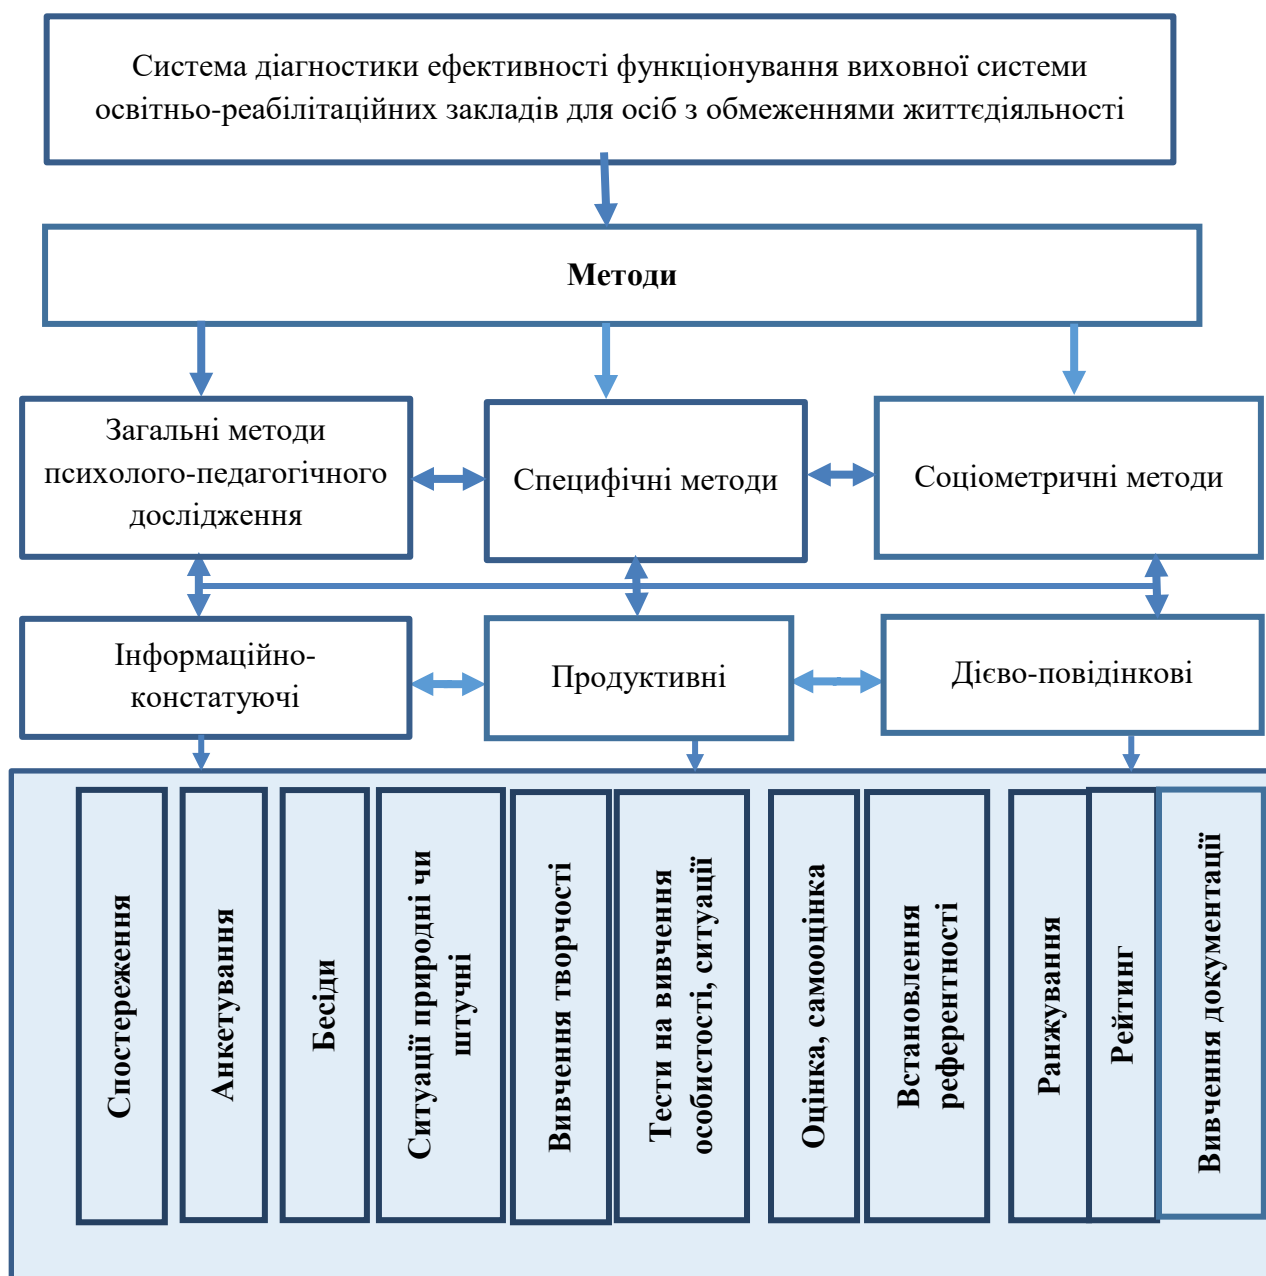 Система діагностики ефективності функціонування виховної системи
освітньо-реабілітаційних закладів для осіб з обмеженнями життєдіяльності
Методи
Загальні методи
психолого-педагогічного
дослідження
Специфічні методи
Соціометричні методи
Інформаційно-
констатуючі
Продуктивні
Дієво-повідінкові
Спостереження
Анкетування
Бесіди
Ситуації природні чи
штучні
Вивчення творчості
Тести на вивчення
особистості, ситуації
Оцінка, самооцінка
Встановлення
референтності
Ранжування
Рейтинг
Вивчення документації